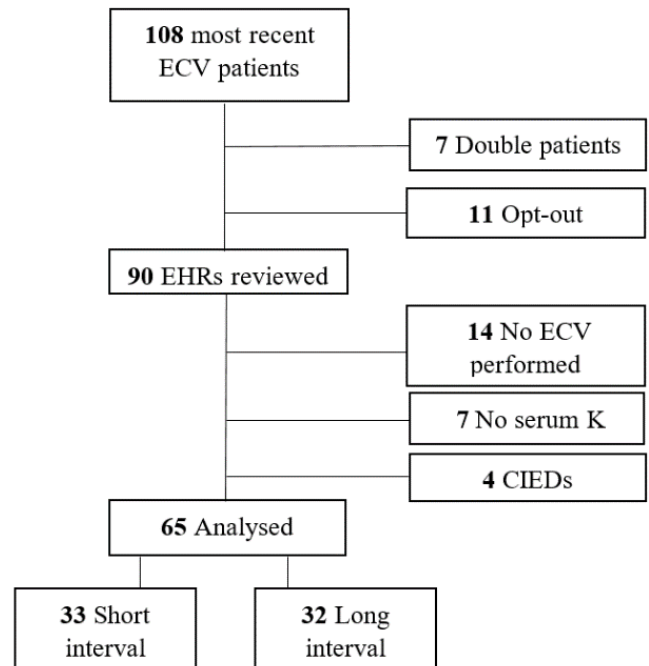 108 most recent
ECV patients
7 Double patients
11 Opt-out
90 EHRs reviewed
14 No ECV
performed
7 No serum K
4 CIEDs
65 Analysed
33 Short
interval
32 Long
interval